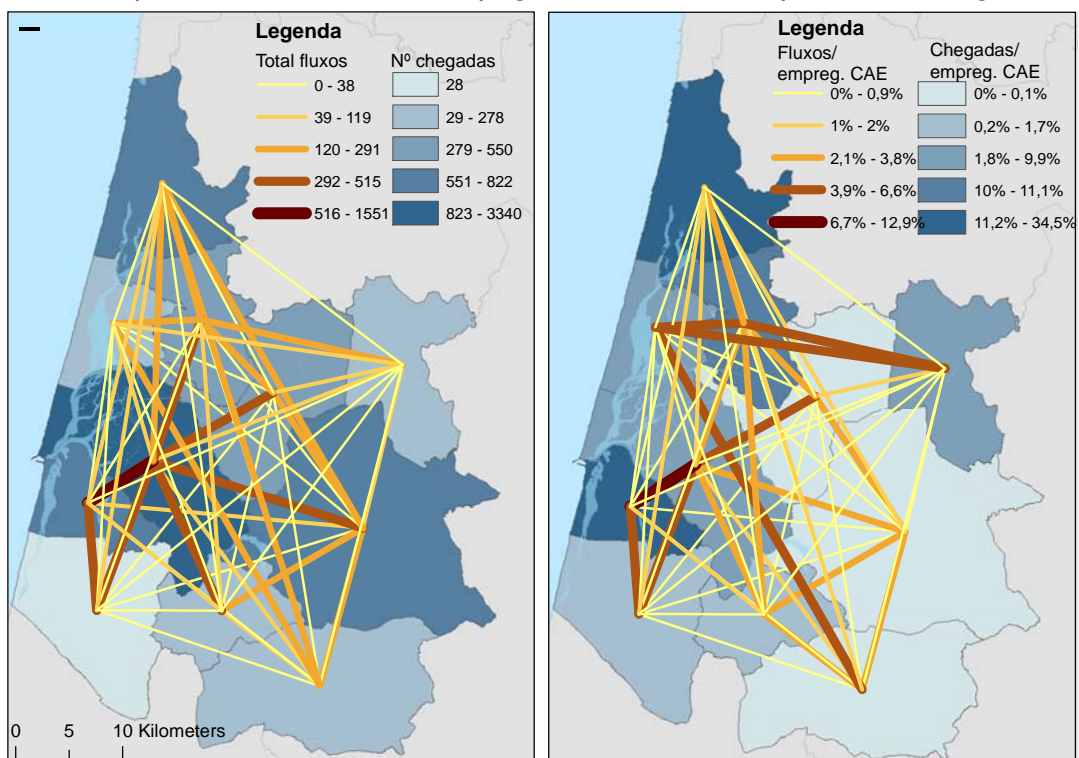 Legenda
Total fluxos
0 - 38
39 - 119
120 - 291
292 - 515
516 - 1551
Nº chegadas
28
29 - 278
279 - 550
551 - 822
823 - 3340
0 5 10 Kilometers
Legenda
Fluxos/
empreg. CAE
0% - 0,9%
1% - 2%
2,1% - 3,8%
3,9% - 6,6%
6,7% - 12,9%
Chegadas/
empreg. CAE
0% - 0,1%
0,2% - 1,7%
1,8% - 9,9%
10% - 11,1%
11,2% - 34,5%